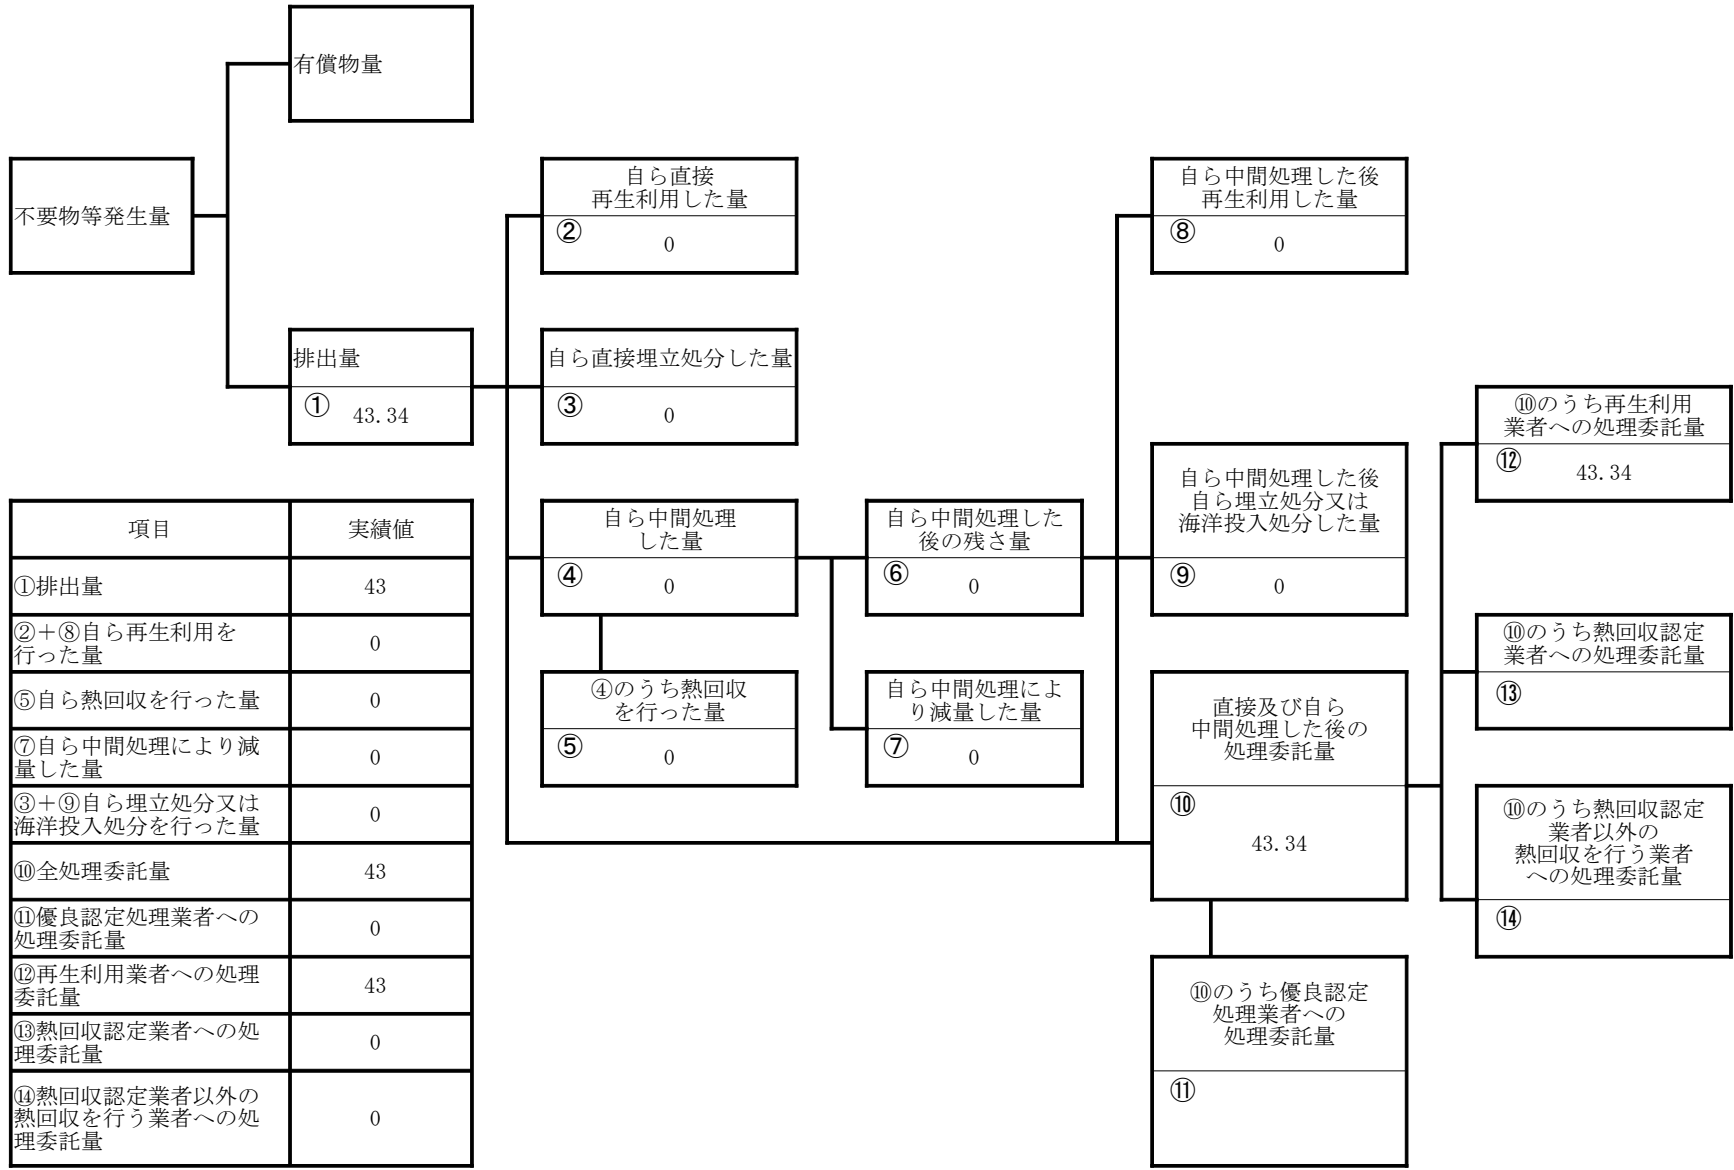 有償物量
不要物等発生量
自ら直接
再生利用した量
②
0
自ら中間処理した後
再生利用した量
⑧
0
排出量
①
43.34
自ら直接埋立処分した量
③
0
⑩のうち再生利用
業者への処理委託量
⑫
43.34
自ら中間処理
した量
④
0
自ら中間処理した
後の残さ量
⑥
0
自ら中間処理した後
自ら埋立処分又は
海洋投入処分した量
⑨
0
⑩のうち熱回収認定
業者への処理委託量
⑬
④のうち熱回収
を行った量
⑤
0
自ら中間処理によ
り減量した量
⑦
0
直接及び自ら
中間処理した後の
処理委託量
⑩
43.34
⑩のうち熱回収認定
業者以外の
熱回収を行う業者
への処理委託量
⑭
⑩のうち優良認定
処理業者への
処理委託量
⑪
項目
実績値
①排出量
43
②+⑧自ら再生利用を
行った量
0
⑤自ら熱回収を行った量
0
⑦自ら中間処理により減
量した量
0
③+⑨自ら埋立処分又は
海洋投入処分を行った量
0
⑩全処理委託量
43
⑪優良認定処理業者への
処理委託量
0
⑫再生利用業者への処理
委託量
43
⑬熱回収認定業者への処
理委託量
0
⑭熱回収認定業者以外の
熱回収を行う業者への処
理委託量
0